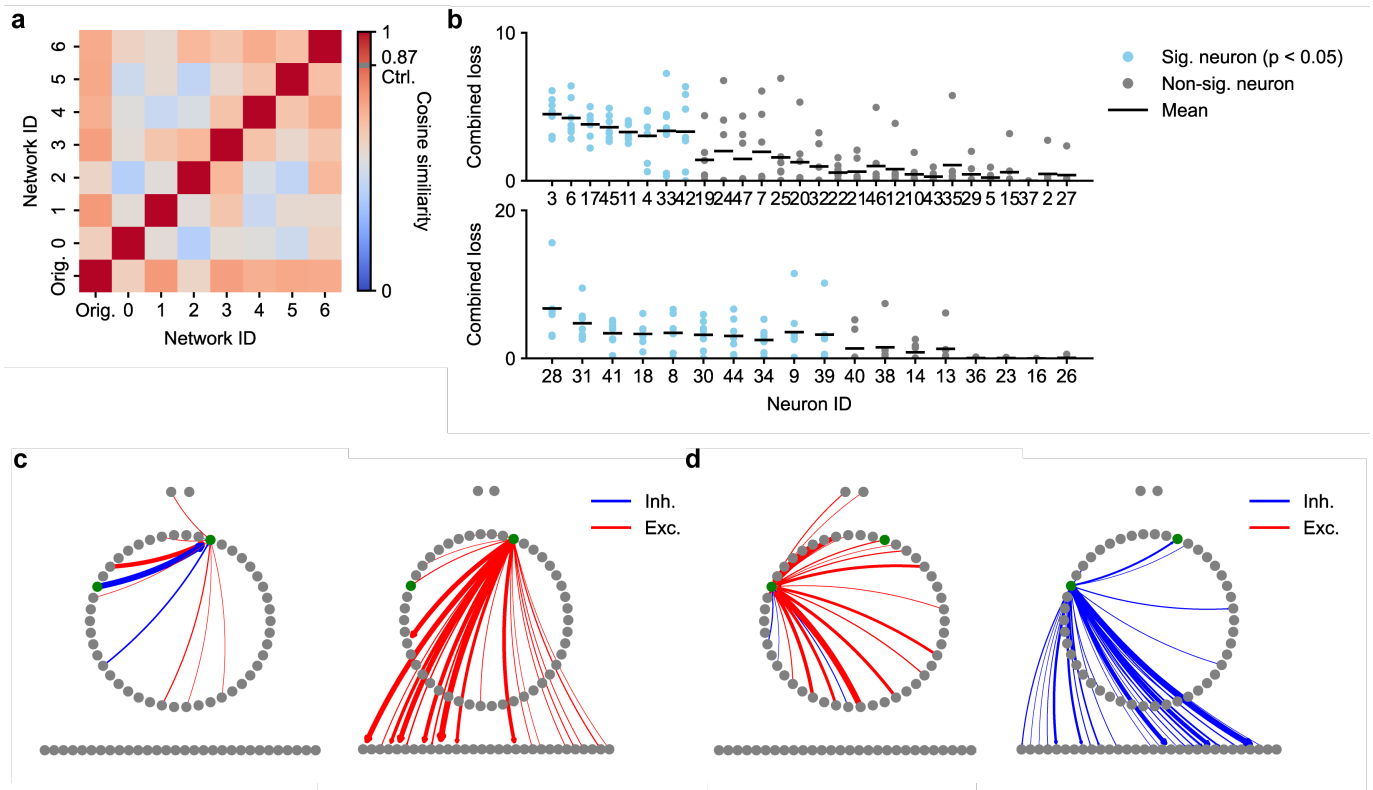 a
Network ID
6
5
4
3
2
1
0
Orig.
Orig. 0 1 2 3 4 5 6
Network ID
1
0.87
Ctrl.
0
Cosine similarity
b
Combined loss
10
0
3 6 17 45 11 4 33 42 19 24 47 7 25 20 32 22 21 46 12 10 43 35 29 5 15 37 2 27
Sig. neuron (p < 0.05)
Non-sig. neuron
Mean
Combined loss
20
0
28 31 41 18 8 30 44 34 9 39 40 38 14 13 36 23 16 26
Neuron ID
c
Inh.
Exc.
d
Inh.
Exc.